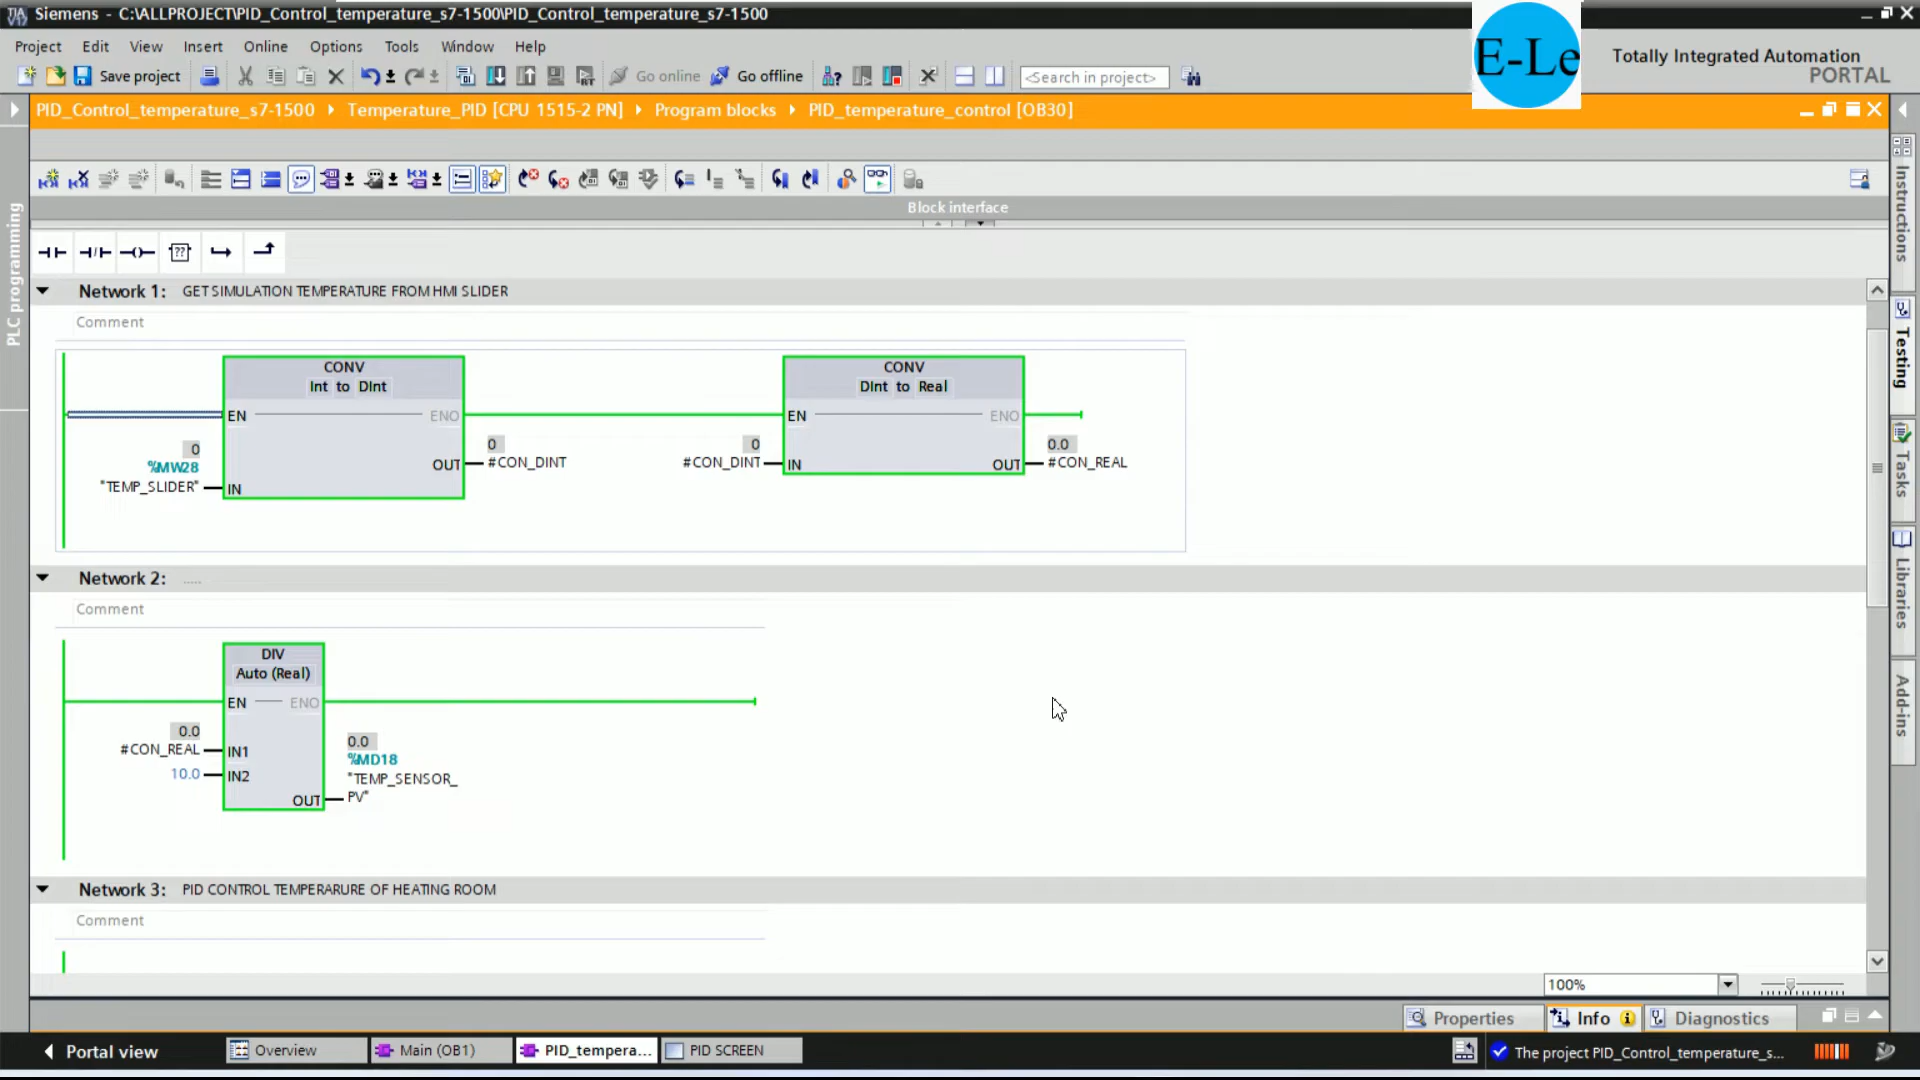 Siemens - C:\ALLPROJECT\PID_Control_temperature_s7-1500\PID_Control_temperature_s7-1500
Project Edit View Insert Online Options Tools Window Help
E-Le
Totally Integrated Automation
PORTAL
Save project
Go online
Go offline
<Search in project>
PID_Control_temperature_s7-1500 Temperature_PID [CPU 1515-2 PN] Program blocks PID_temperature_control [OB30]
Block interface
PLC programming
Instructions
Testing
Tasks
Libraries
Add-ins
Network 1: GET SIMULATION TEMPERATURE FROM HMI SLIDER
Comment
CONV
Int to DInt
EN
ENO
0
%MW28
"TEMP_SLIDER"
IN
OUT
0
#CON_DINT
CONV
DInt to Real
EN
ENO
0
#CON_DINT
IN
OUT
0.0
#CON_REAL
Network 2: .....
Comment
DIV
Auto (Real)
EN
ENO
0.0
#CON_REAL
IN1
10.0
IN2
OUT
0.0
%MD18
"TEMP_SENSOR_
PV"
Network 3: PID CONTROL TEMPERARURE OF HEATING ROOM
Comment
100%
Properties
Info
Diagnostics
Portal view
Overview
Main (OB1)
PID_tempera...
PID SCREEN
The project PID_Control_temperature_s...